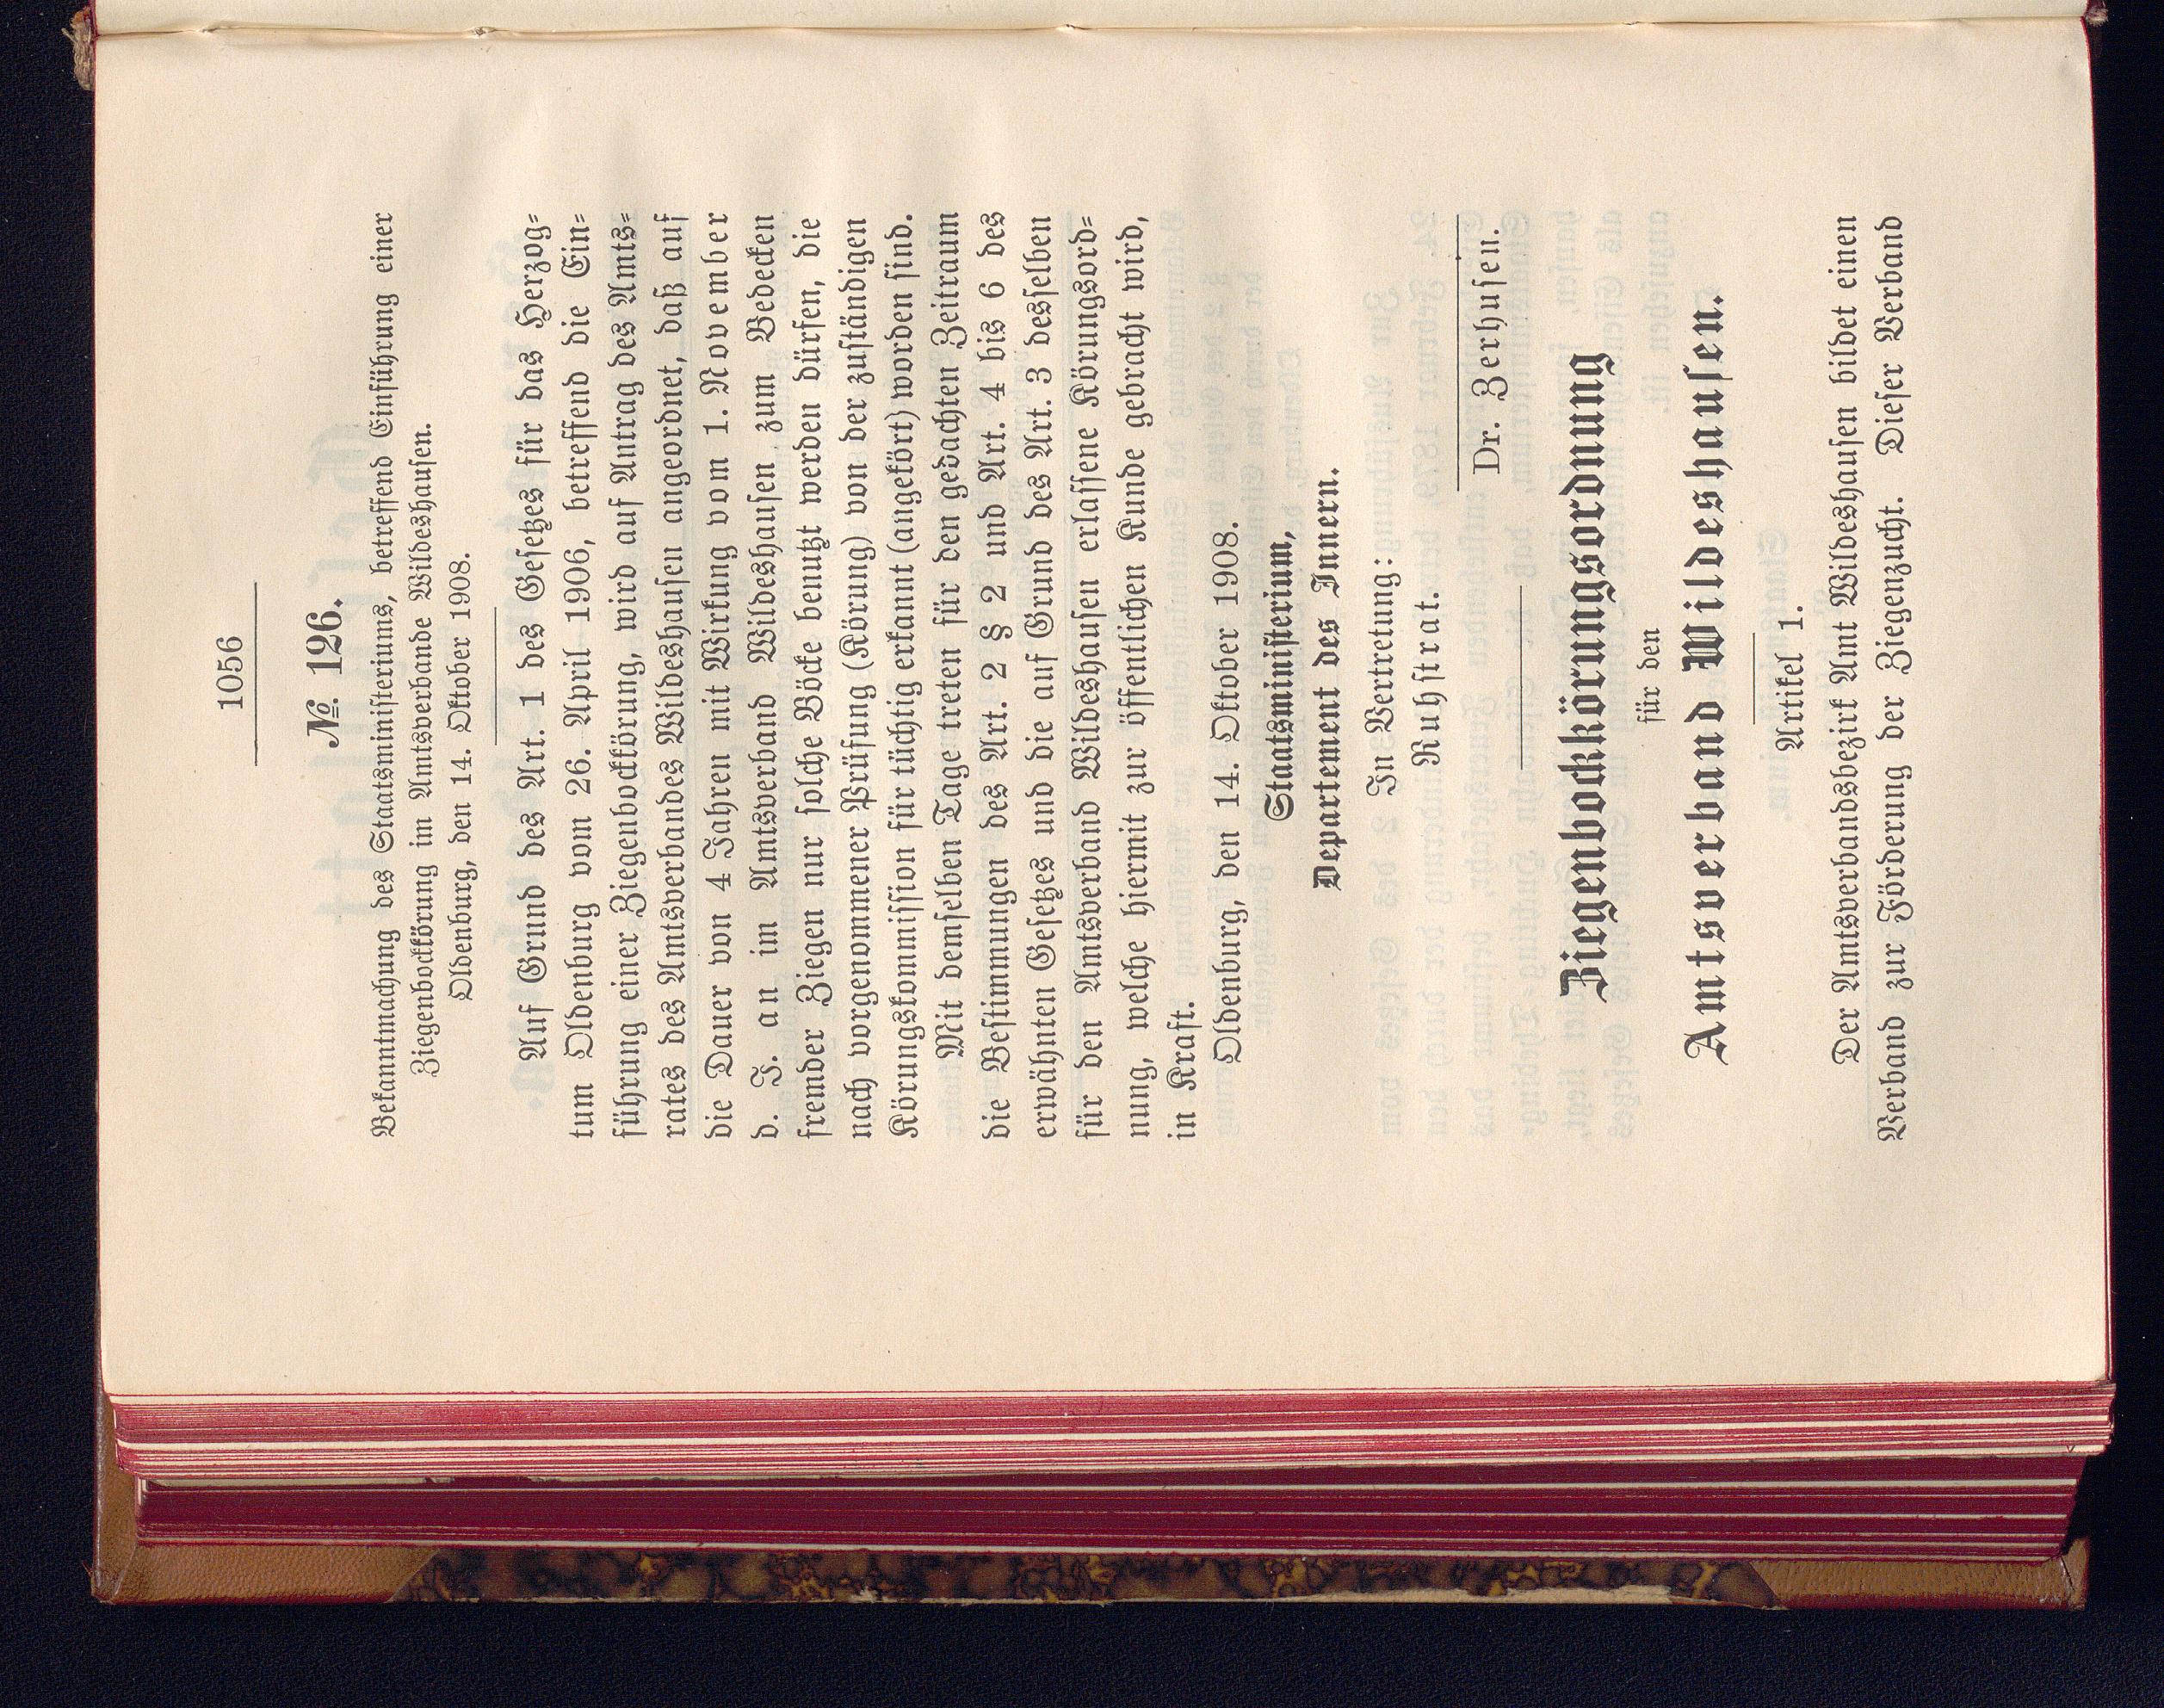 1056
№ 126.
Bekanntmachung des Staatsministeriums, betreffend Einführung einer
Ziegenbockkörung im Amtsverbande Wildeshausen.
Oldenburg, den 14. Oktober 1908.
Auf Grund des Art. 1 des Gesetzes für das Herzog-
tum Oldenburg vom 26. April 1906, betreffend die Ein-
führung einer Ziegenbockkörung, wird auf Antrag des Amts-
rates des Amtsverbandes Wildeshausen angeordnet, daß auf
die Dauer von 4 Jahren mit Wirkung vom 1. November
d. J. an im Amtsverband Wildeshausen zum Bedecken
fremder Ziegen nur solche Böcke benutzt werden dürfen, die
nach vorgenommener Prüfung (Körung) von der zuständigen
Körungskommission für tüchtig erkannt (angekört) worden sind.
Mit demselben Tage treten für den gedachten Zeitraum
die Bestimmungen des Art. 2 § 2 und Art. 4 bis 6 des
erwähnten Gesetzes und die auf Grund des Art. 3 desselben
für den Amtsverband Wildeshausen erlassene Körungsord-
nung, welche hiermit zur öffentlichen Kunde gebracht wird,
in Kraft.
Oldenburg, den 14. Oktober 1908.
Staatsministerium,
Departement des Innern.
In Vertretung:
Ruhstrat.
Dr. Zerhusen.
Ziegenbockkörungsordnung
für den
Amtsverband Wildeshausen.
Artikel 1.
Der Amtsverbandsbezirk Amt Wildeshausen bildet einen
Verband zur Förderung der Ziegenzucht. Dieser Verband